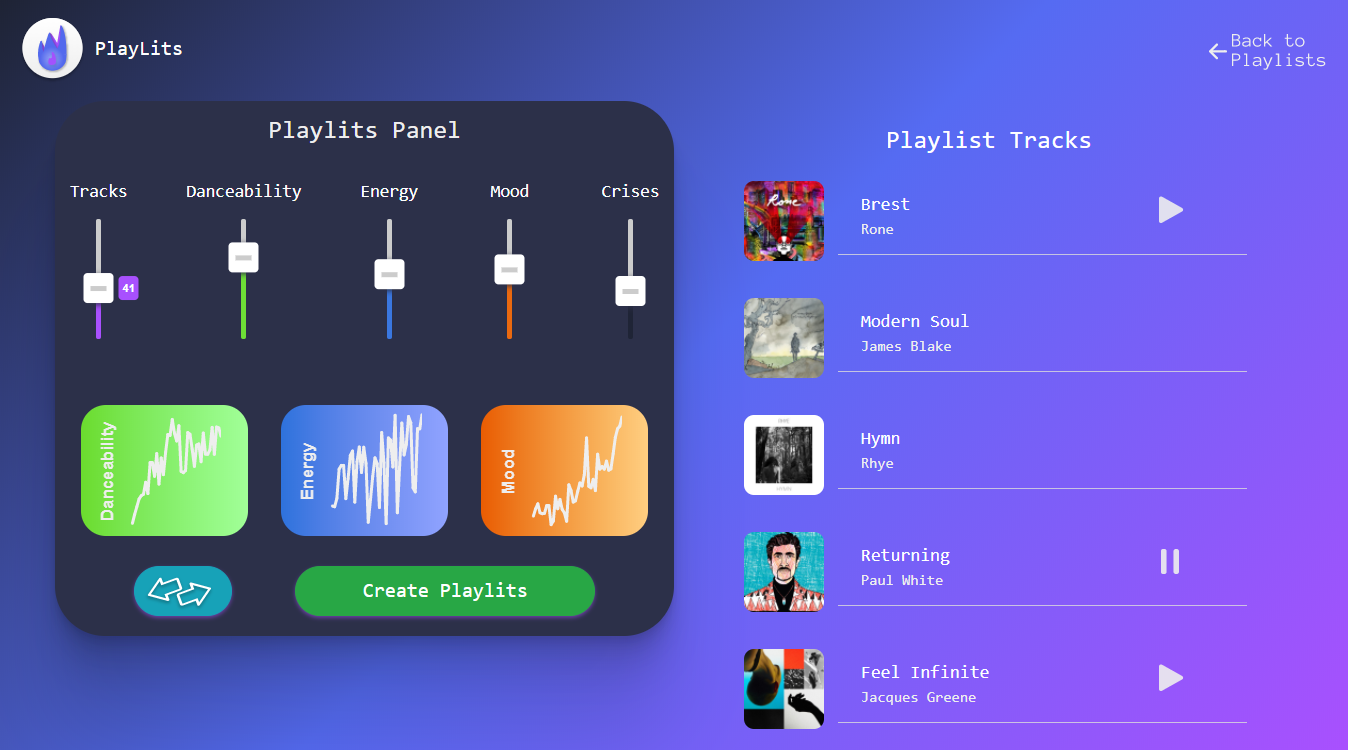 PlayLits
Back to
Playlists
Playlits Panel
Tracks
Danceability
Energy
Mood
Crises
41
Danceability
Energy
Mood
Create Playlits
Playlist Tracks
Rone
Brest
Rone
Modern Soul
James Blake
Hymn
Rhye
Returning
Paul White
Feel Infinite
Jacques Greene